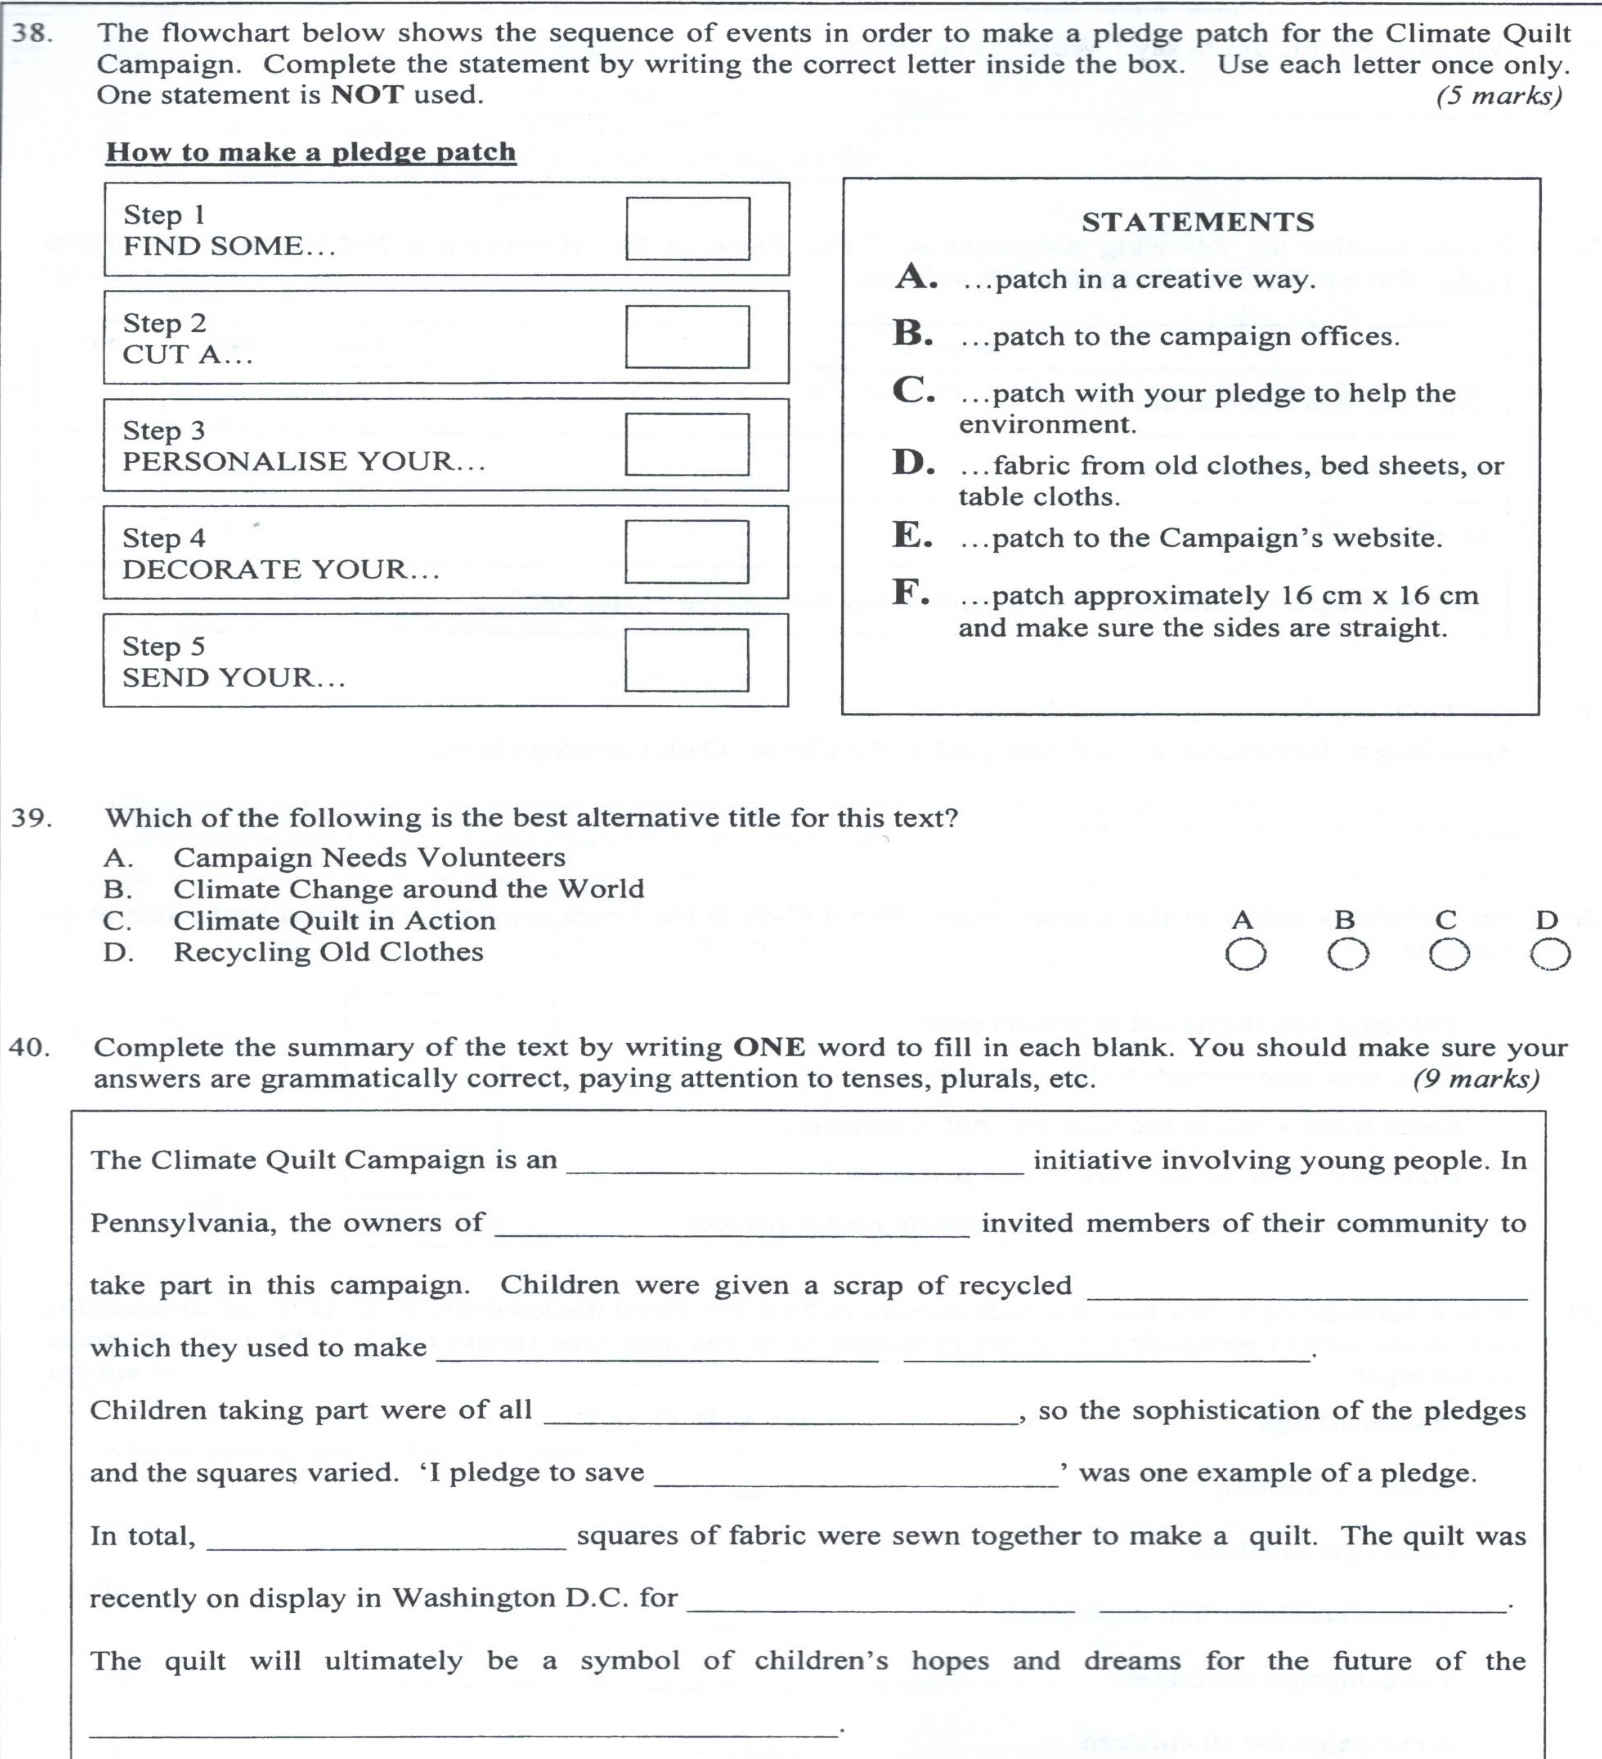 38. The flowchart below shows the sequence of events in order to make a pledge patch for the Climate Quilt
Campaign. Complete the statement by writing the correct letter inside the box. Use each letter once only.
One statement is NOT used. (5 marks)
How to make a pledge patch
Step 1
FIND SOME...
Step 2
CUT A...
Step 3
PERSONALISE YOUR...
Step 4
DECORATE YOUR...
Step 5
SEND YOUR...
STATEMENTS
A. ...patch in a creative way.
B. ...patch to the campaign offices.
C. ...patch with your pledge to help the
environment.
D. ...fabric from old clothes, bed sheets, or
table cloths.
E. ...patch to the Campaign's website.
F. ...patch approximately 16 cm x 16 cm
and make sure the sides are straight.
39. Which of the following is the best alternative title for this text?
A. Campaign Needs Volunteers
B. Climate Change around the World
C. Climate Quilt in Action
D. Recycling Old Clothes
A B C D
40. Complete the summary of the text by writing ONE word to fill in each blank. You should make sure your
answers are grammatically correct, paying attention to tenses, plurals, etc. (9 marks)
The Climate Quilt Campaign is an ____ initiative involving young people. In
Pennsylvania, the owners of ____ invited members of their community to
take part in this campaign. Children were given a scrap of recycled ____
which they used to make ____ ____.
Children taking part were of all ____, so the sophistication of the pledges
and the squares varied. 'I pledge to save ____' was one example of a pledge.
In total, ____ squares of fabric were sewn together to make a quilt. The quilt was
recently on display in Washington D.C. for ____ ____.
The quilt will ultimately be a symbol of children's hopes and dreams for the future of the
____.